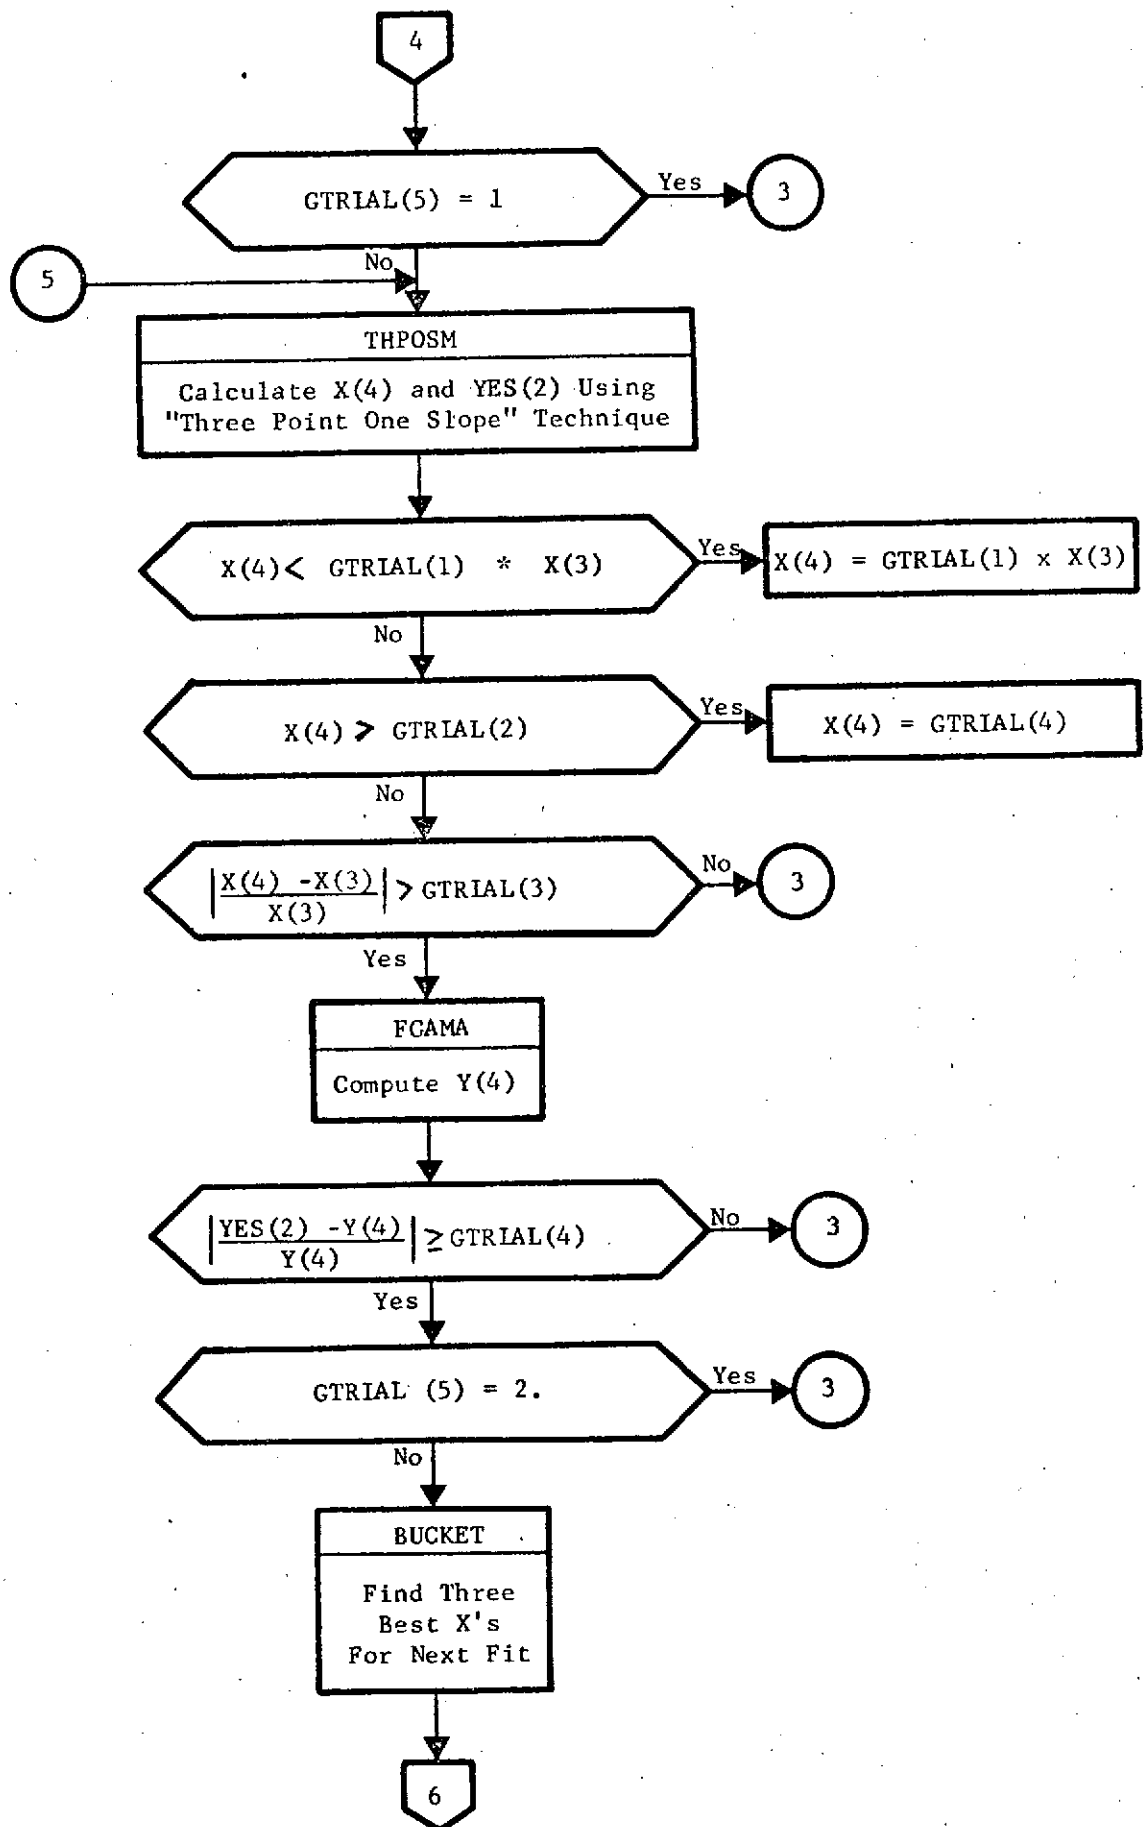 4
GTRIAL(5) = 1
Yes
3
No
5
THPOSM
Calculate X(4) and YES(2) Using
"Three Point One Slope" Technique
X(4) < GTRIAL(1) * X(3)
Yes
X(4) = GTRIAL(1) × X(3)
No
X(4) > GTRIAL(2)
Yes
X(4) = GTRIAL(4)
No
|X(4) -X(3)
X(3)| > GTRIAL(3)
No
3
Yes
FGAMA
Compute Y(4)
|YES(2) -Y(4)
Y(4)| ≥ GTRIAL(4)
No
3
Yes
GTRIAL (5) = 2.
Yes
3
No
BUCKET
Find Three
Best X's
For Next Fit
6